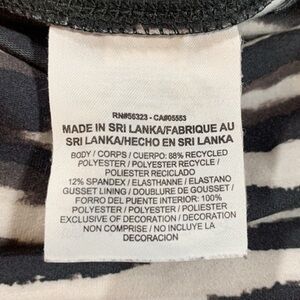 RN#56323 - CA#05553
MADE IN SRI LANKA/FABRIQUE AU
SRI LANKA/HECHO EN SRI LANKA
BODY / CORPS / CUERPO: 88% RECYCLED
POLYESTER / POLYESTER RECYCLE /
POLIESTER RECICLADO
12% SPANDEX / ELASTHANNE / ELASTANO
GUSSET LINING / DOUBLURE DE GOUSSET /
FORRO DEL PUENTE INTERIOR: 100%
POLYESTER / POLYESTER / POLIESTER
EXCLUSIVE OF DECORATION / DECORATION
NON COMPRISE / NO INCLUYE LA
DECORACION